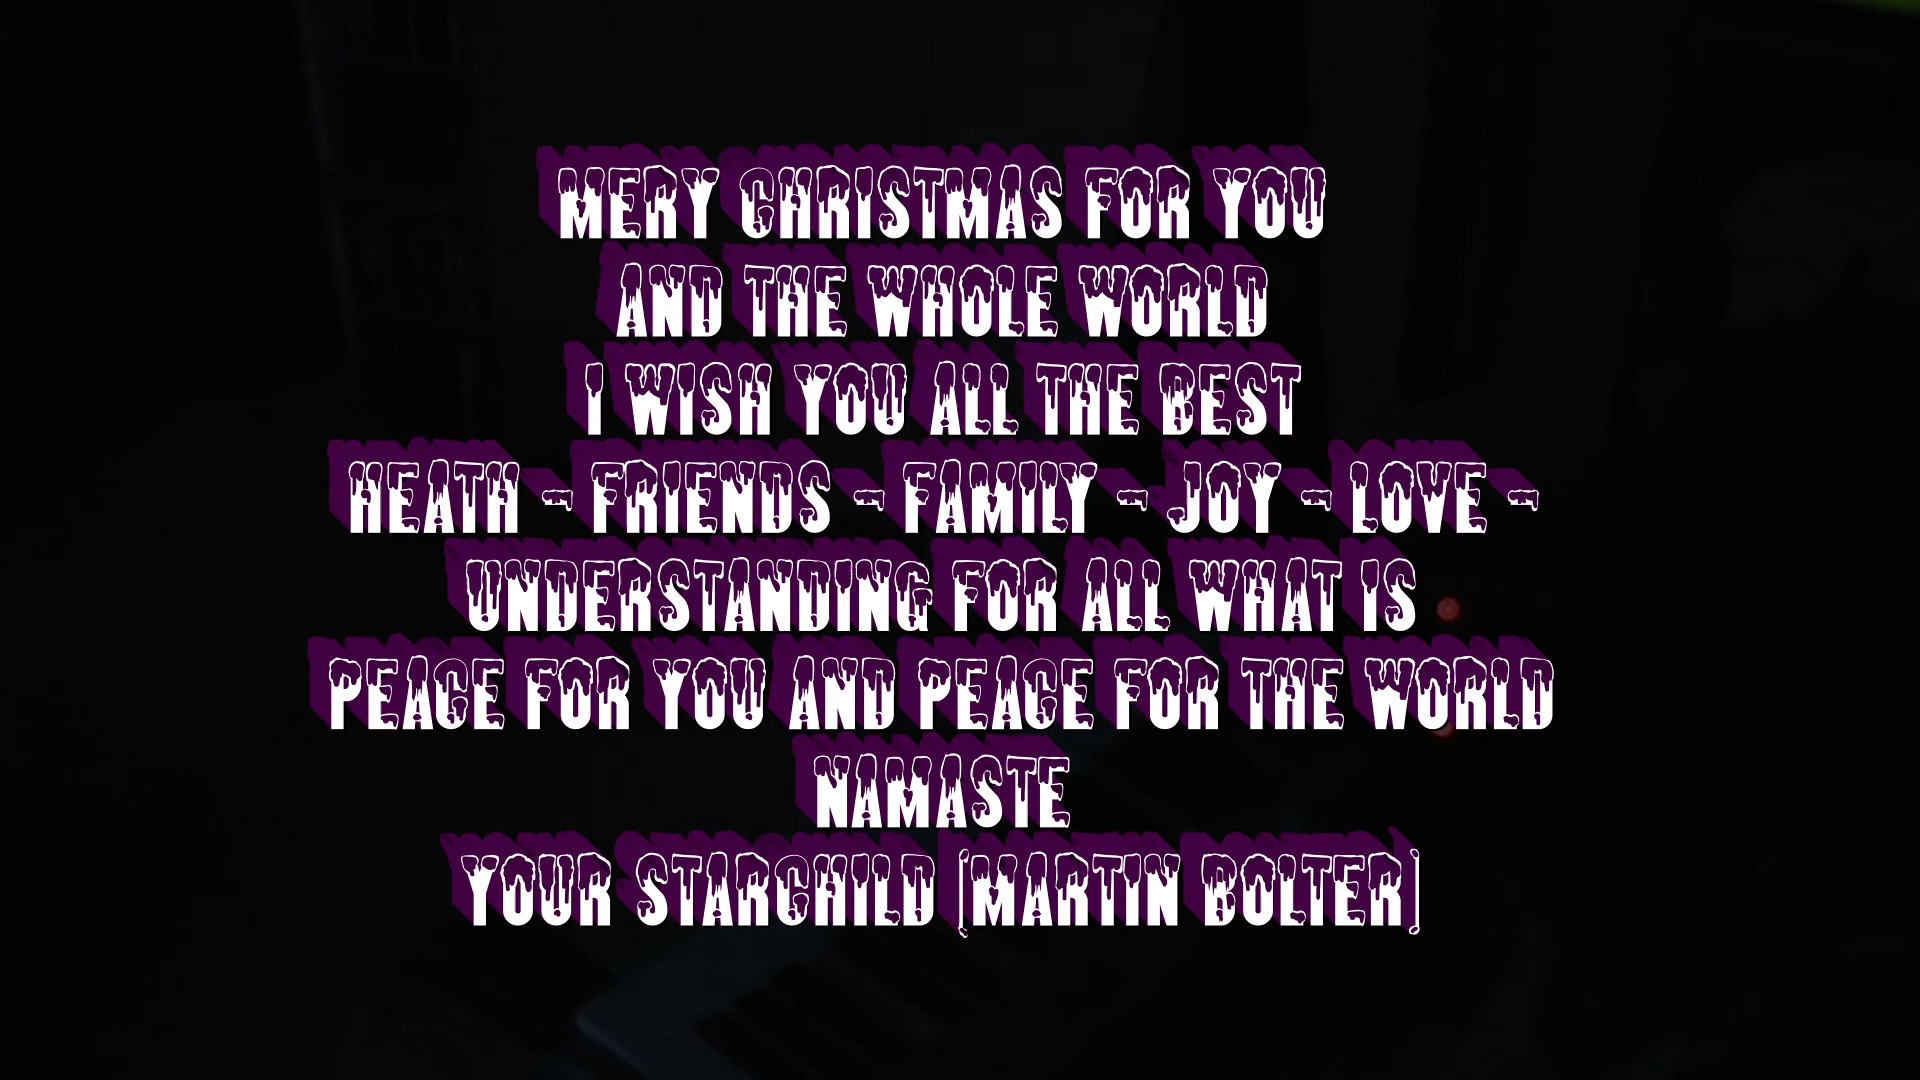 MERY CHRISTMAS FOR YOU
AND THE WHOLE WORLD
I WISH YOU ALL THE BEST
HEATH - FRIENDS - FAMILY - JOY - LOVE -
UNDERSTANDING FOR ALL WHAT IS
PEACE FOR YOU AND PEACE FOR THE WORLD
NAMASTE
YOUR STARCHILD [MARTIN BOLTER]